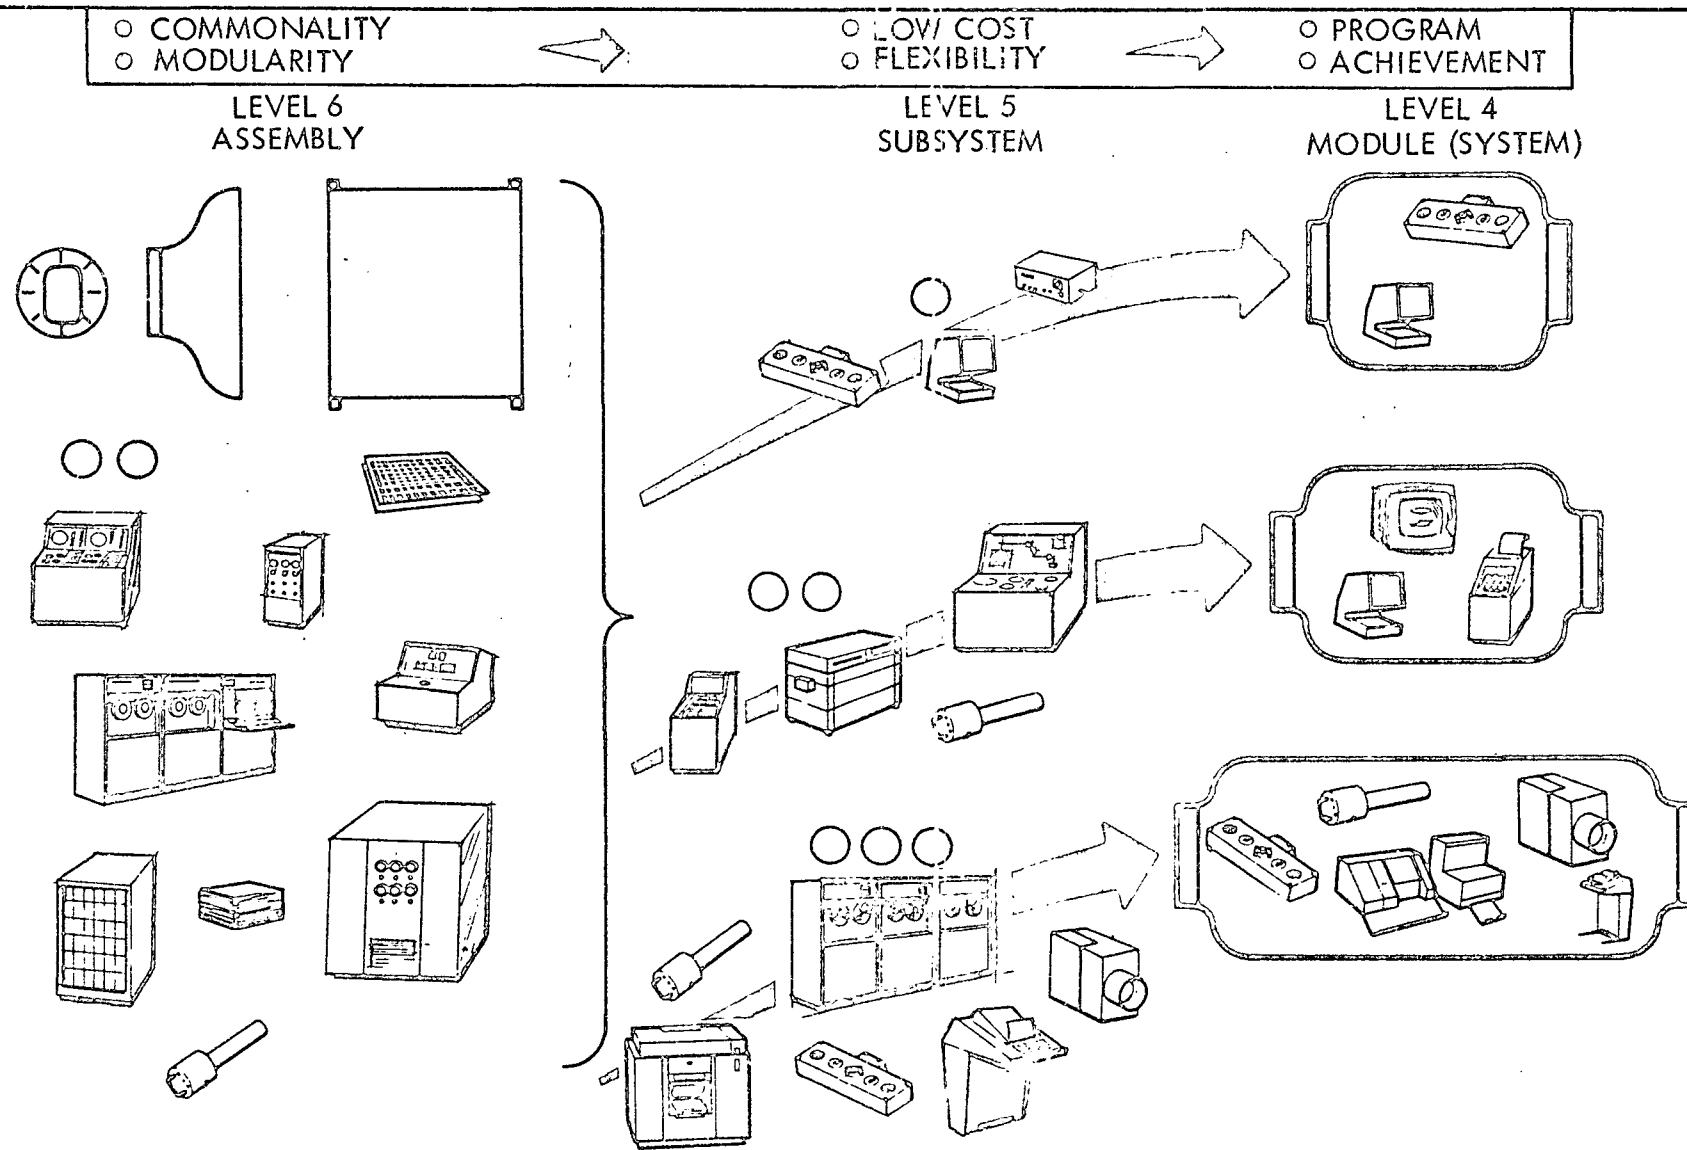 ○ COMMONALITY
○ MODULARITY
○ LOW COST
○ FLEXIBILITY
○ PROGRAM
○ ACHIEVEMENT
LEVEL 6
ASSEMBLY
LEVEL 5
SUBSYSTEM
LEVEL 4
MODULE (SYSTEM)